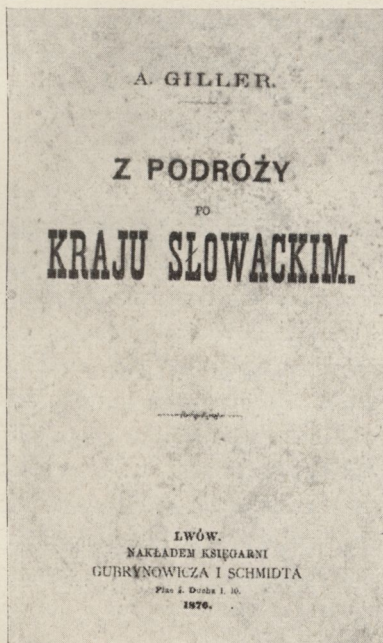 A. GILLER.
Z PODRÓŻY
PO
KRAJU SŁOWACKIM.
LWÓW.
NAKŁADEM KSIĘGARNI
GUBRYNOWICZA I SCHMIDTA
Plac ś. Ducha l. 10.
1876.